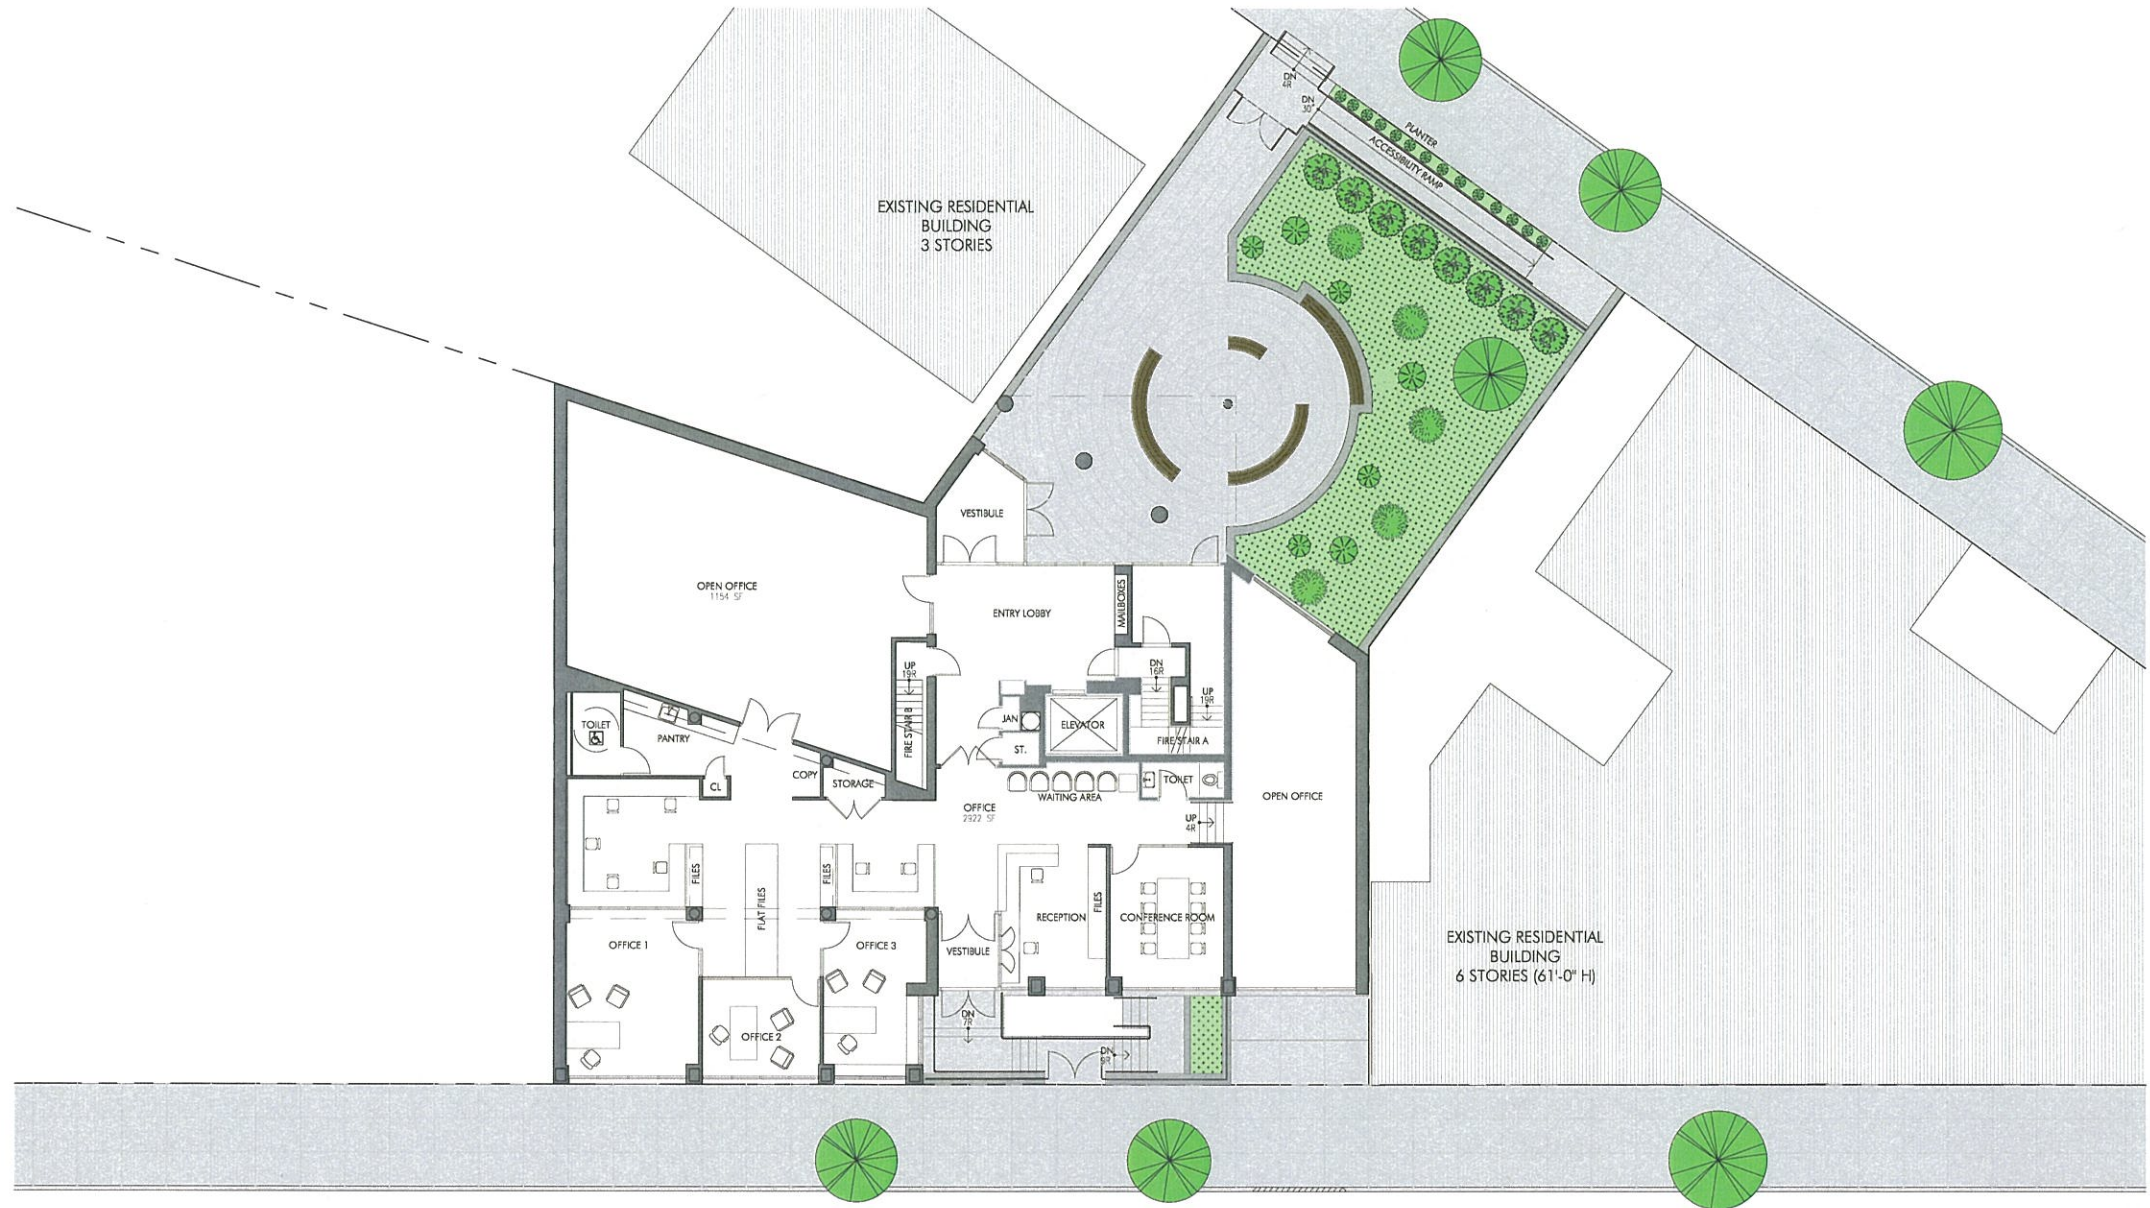 DN
4R
DN
30"
PLANTER
ACCESSIBILITY RAMP
EXISTING RESIDENTIAL
BUILDING
3 STORIES
VESTIBULE
OPEN OFFICE
1154 SF
ENTRY LOBBY
MAILBOXES
UP
19R
FIRE STAIR B
DN
16R
UP
19R
FIRE STAIR A
JAN
ST.
ELEVATOR
TOILET
PANTRY
CL
COPY
STORAGE
WAITING AREA
TOILET
OFFICE
2322 SF
UP
4R
OPEN OFFICE
FILES
FLAT FILES
FILES
RECEPTION
FILES
CONFERENCE ROOM
OFFICE 1
OFFICE 3
VESTIBULE
OFFICE 2
DN
7R
DN
9R
EXISTING RESIDENTIAL
BUILDING
6 STORIES (61'-0" H)